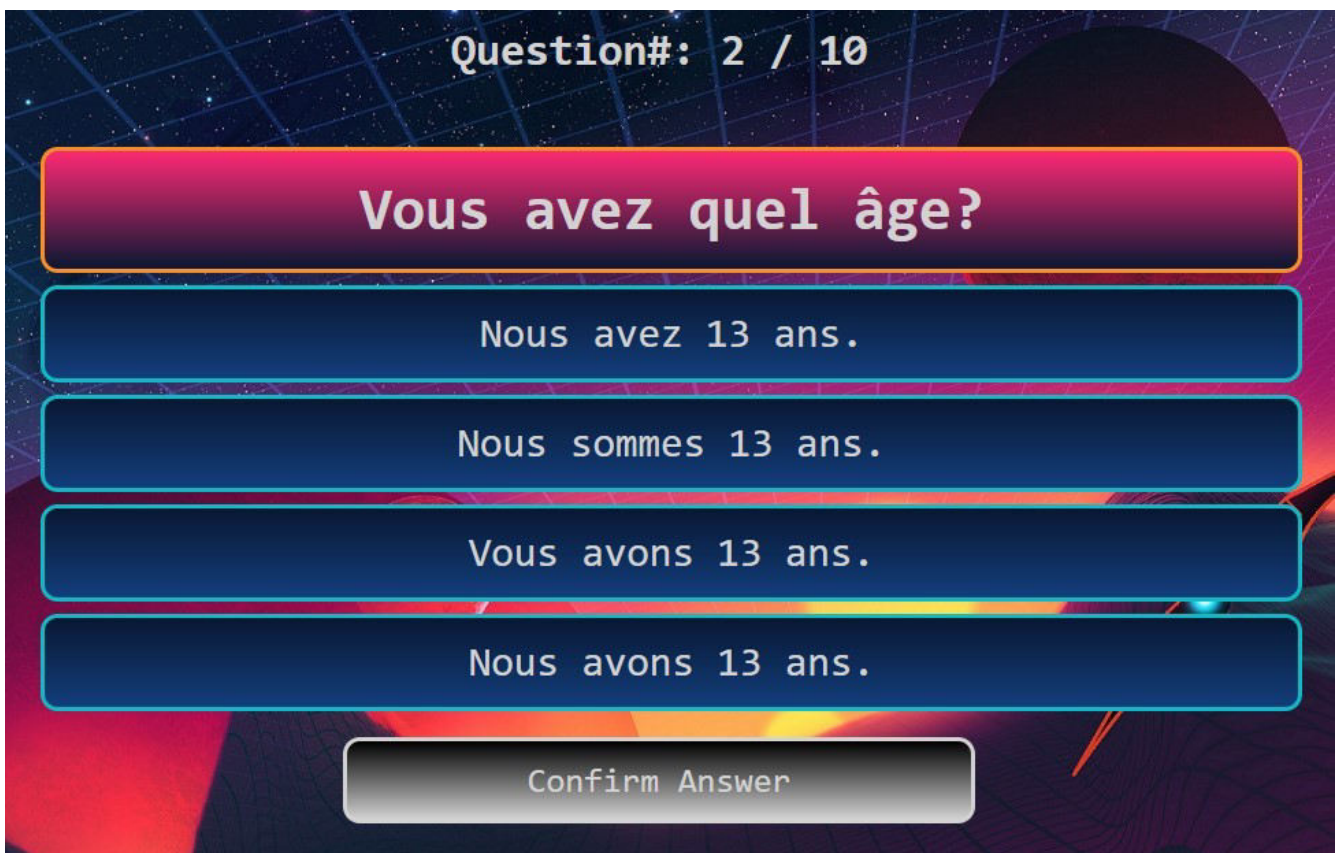 Question#: 2 / 10
Vous avez quel âge?
Nous avez 13 ans.
Nous sommes 13 ans.
Vous avons 13 ans.
Nous avons 13 ans.
Confirm Answer